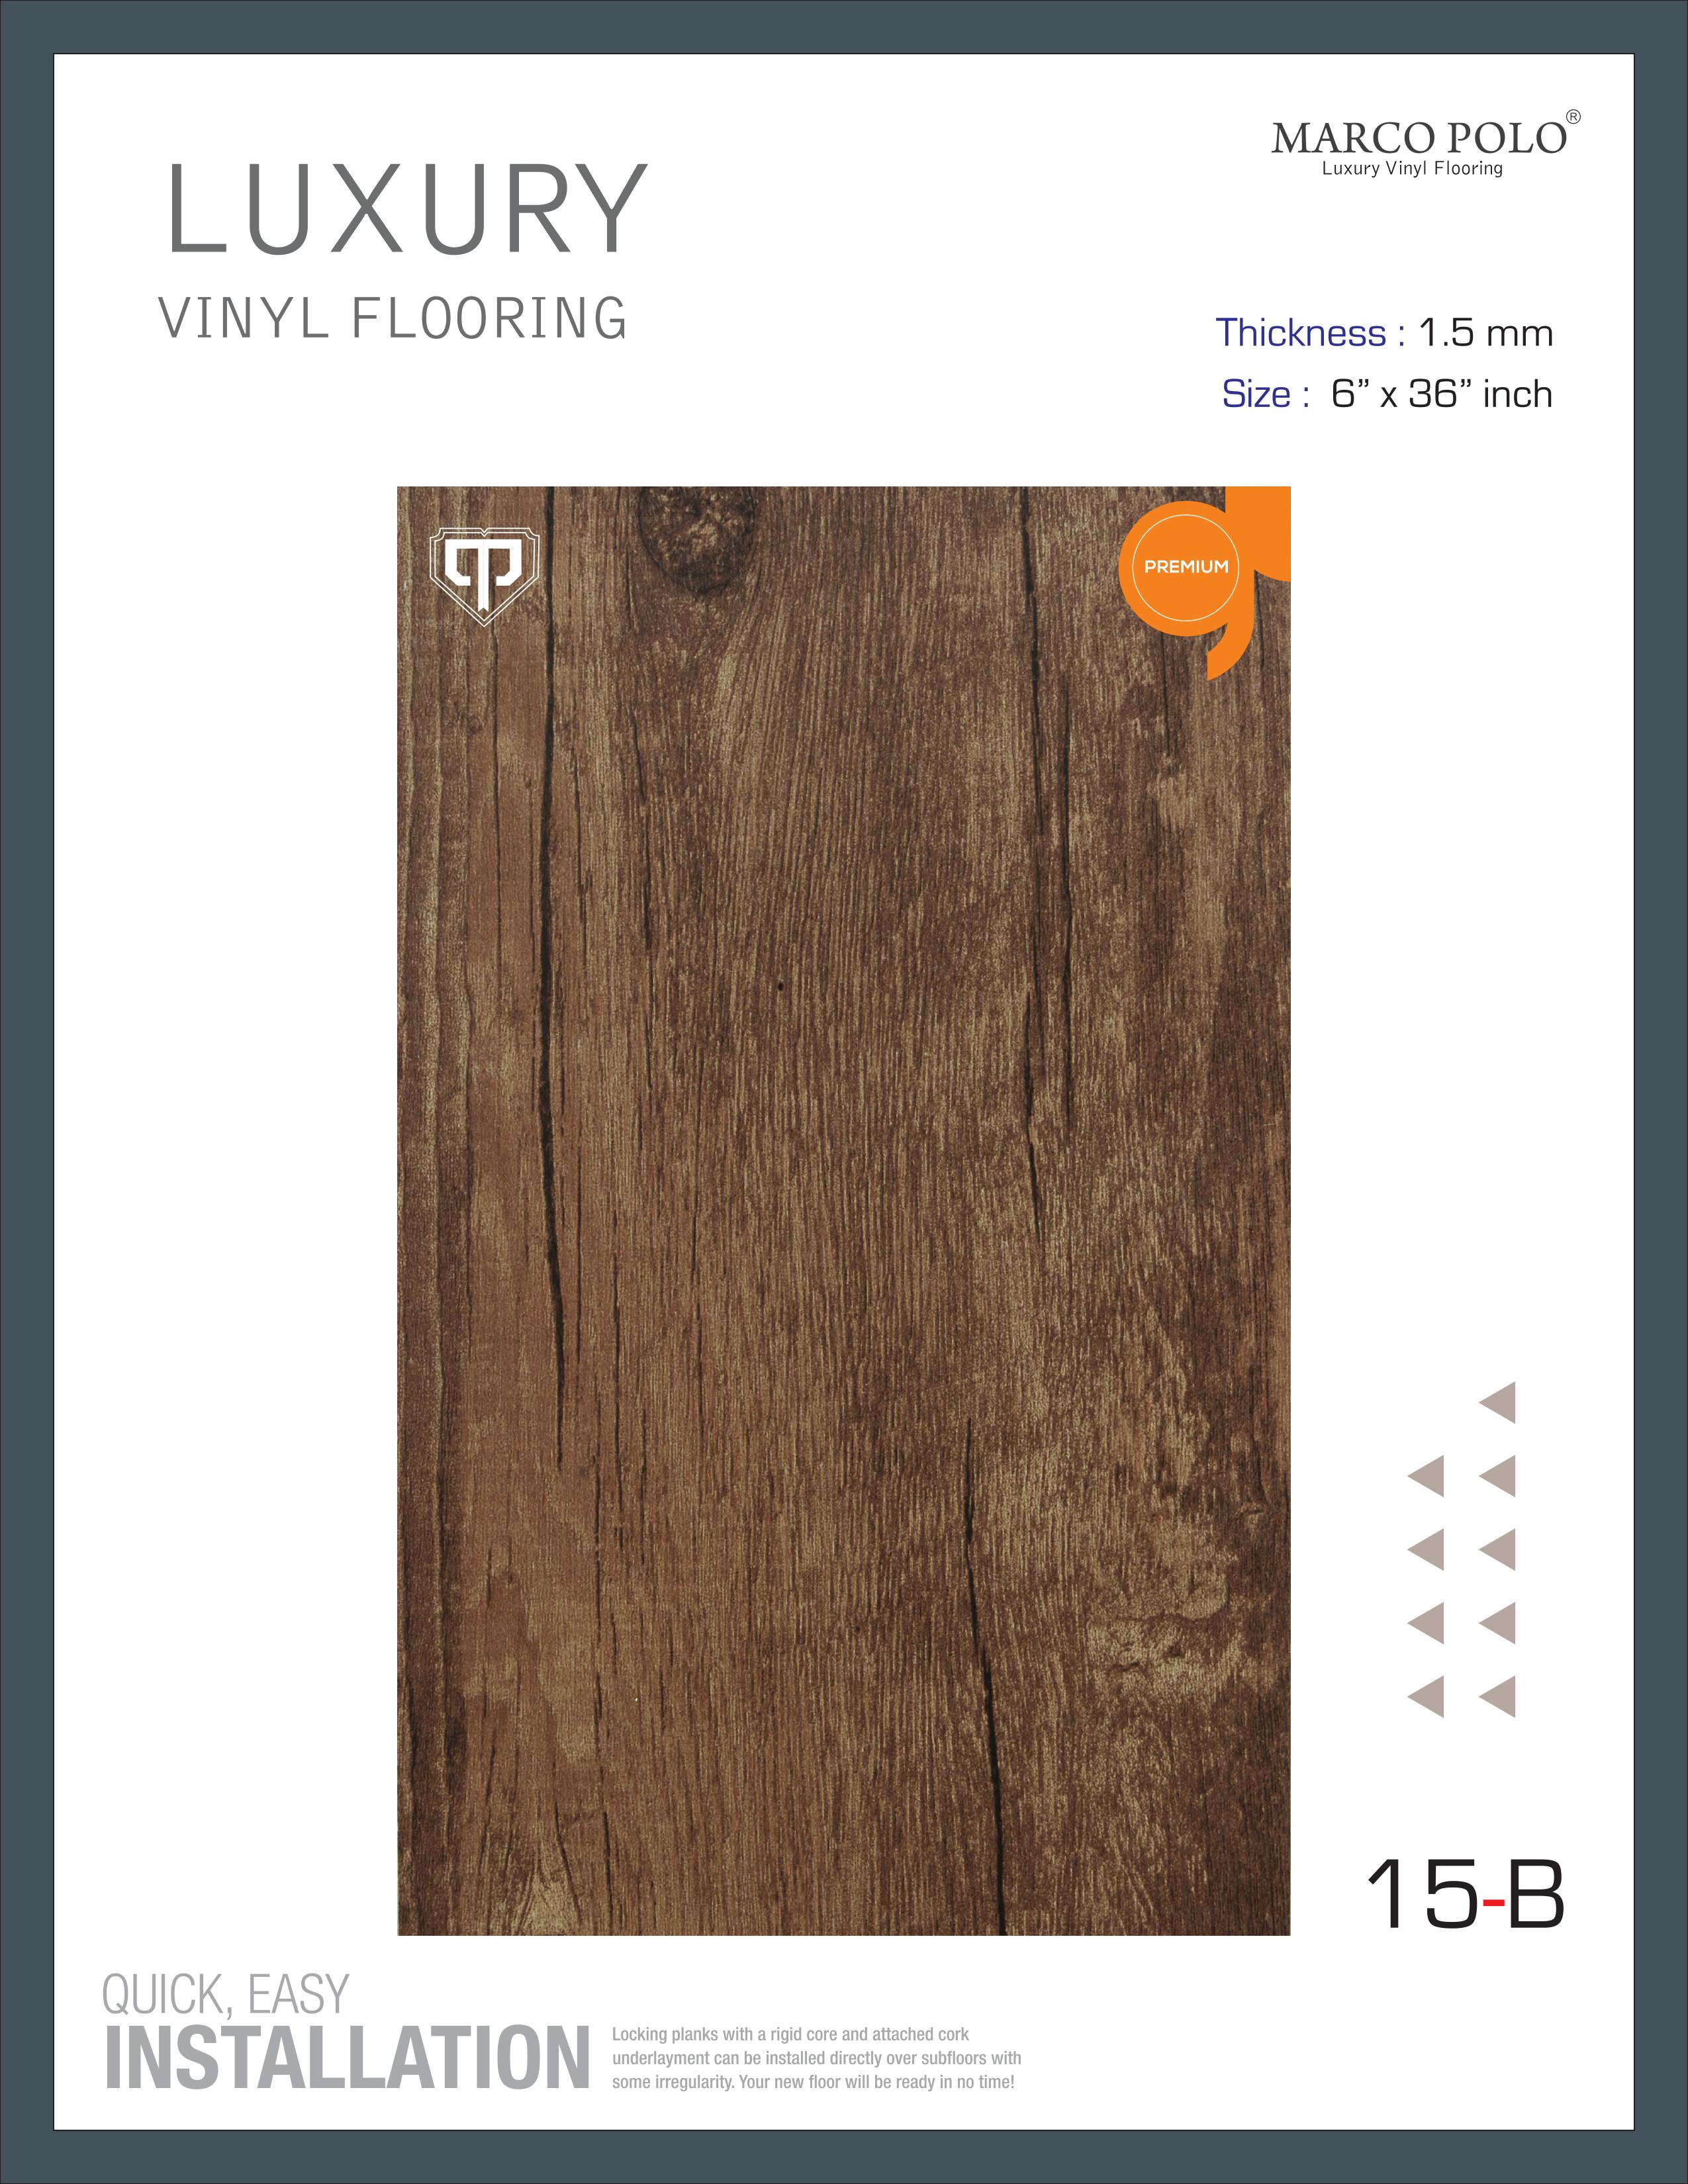 MARCO POLO®
Luxury Vinyl Flooring
LUXURY
VINYL FLOORING
Thickness : 1.5 mm
Size : 6” x 36” inch
PREMIUM
15-B
QUICK, EASY
INSTALLATION
Locking planks with a rigid core and attached cork
underlayment can be installed directly over subfloors with
some irregularity. Your new floor will be ready in no time!